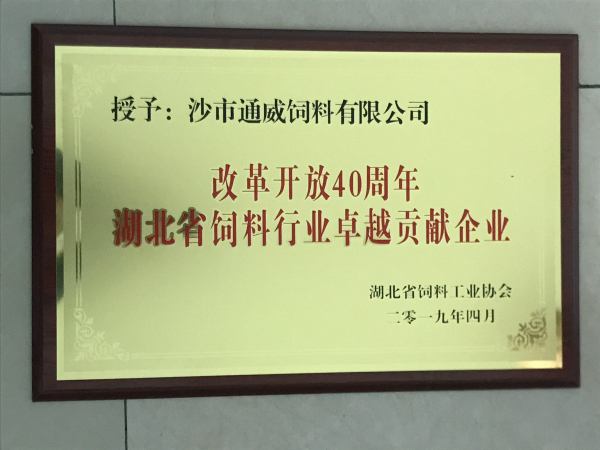 授予：沙市通威饲料有限公司
改革开放40周年
湖北省饲料行业卓越贡献企业
湖北省饲料工业协会
二零一九年四月